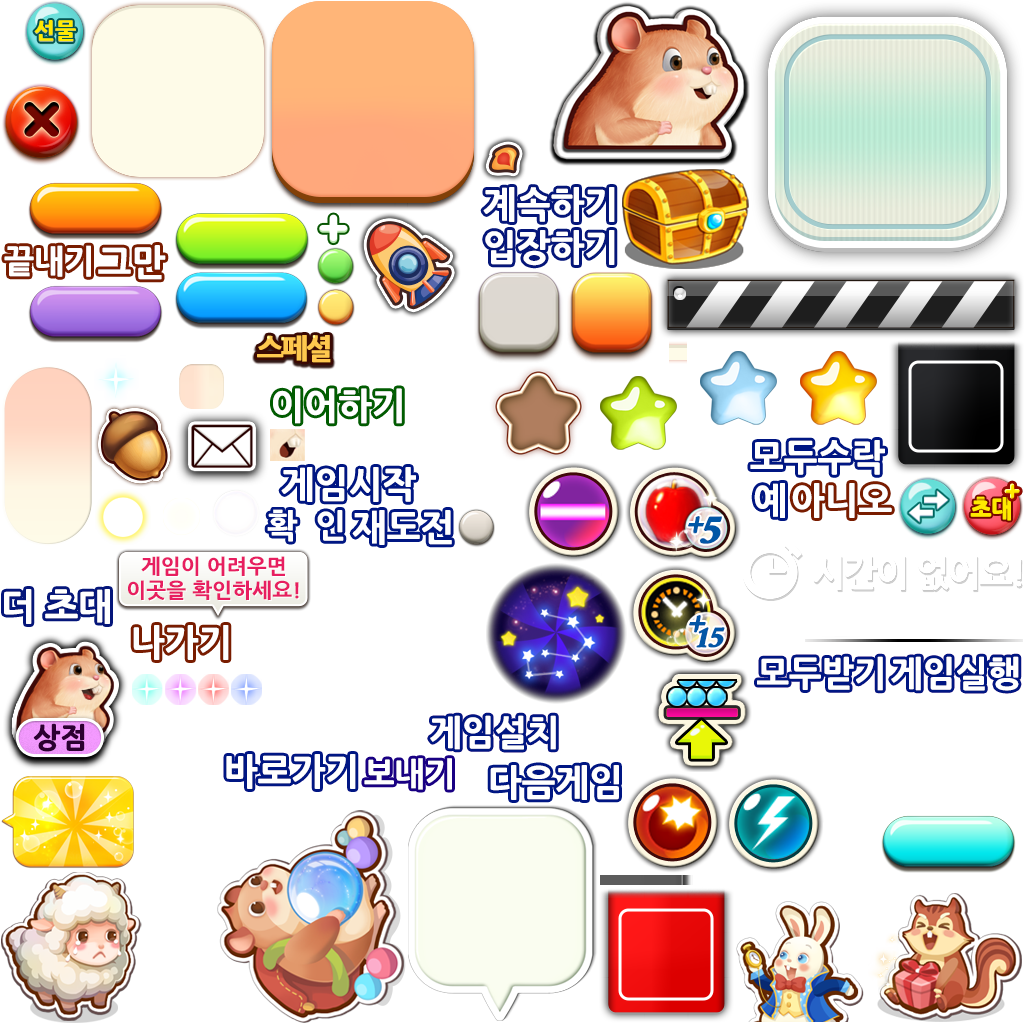 선물
계속하기
입장하기
끝내기그만
스페셜
이어하기
게임시작
확 인 재도전
모두수락
예 아니오
초대+
+5
시간이 없어요!
게임이 어려우면
이곳을 확인하세요!
더 초대
나가기
+15
모두받기 게임실행
상점
게임설치
바로가기 보내기
다음게임